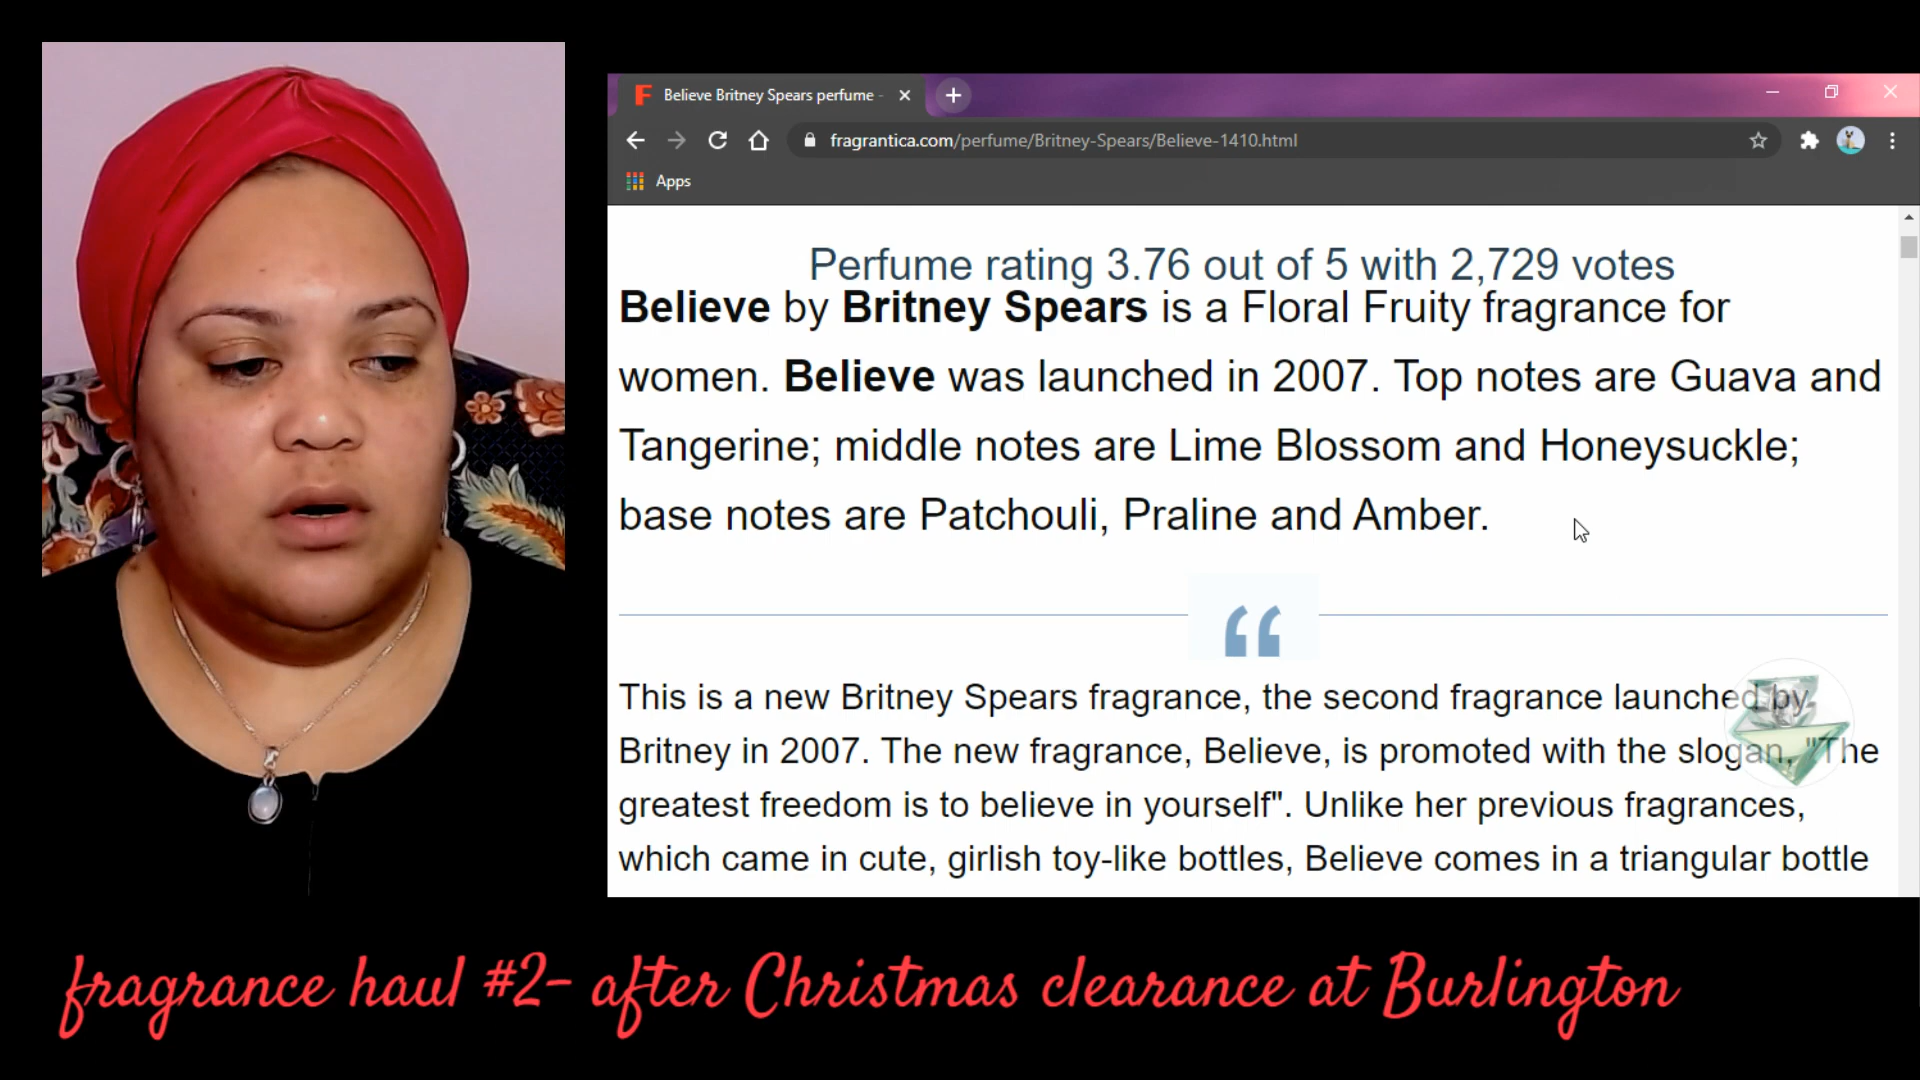 Believe Britney Spears perfume -
fragrantica.com/perfume/Britney-Spears/Believe-1410.html
Apps
Perfume rating 3.76 out of 5 with 2,729 votes
Believe by Britney Spears is a Floral Fruity fragrance for
women. Believe was launched in 2007. Top notes are Guava and
Tangerine; middle notes are Lime Blossom and Honeysuckle;
base notes are Patchouli, Praline and Amber.
“
This is a new Britney Spears fragrance, the second fragrance launched by
Britney in 2007. The new fragrance, Believe, is promoted with the slogan, "The
greatest freedom is to believe in yourself". Unlike her previous fragrances,
which came in cute, girlish toy-like bottles, Believe comes in a triangular bottle
fragrance haul #2- after Christmas clearance at Burlington